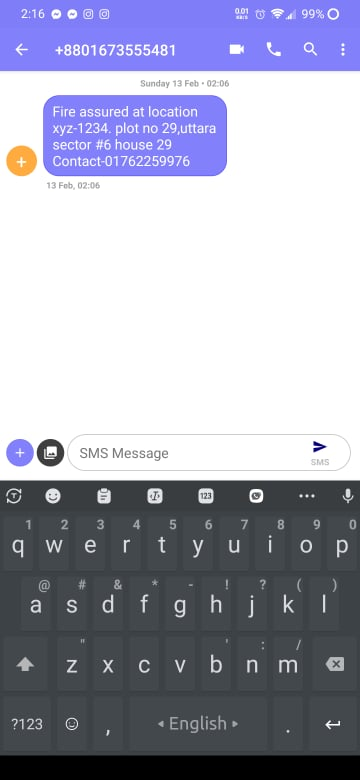 2:16 0.01 KB/S 99%
+8801673555481
Sunday 13 Feb • 02:06
Fire assured at location
xyz-1234. plot no 29,uttara
sector #6 house 29
Contact-01762259976
+
13 Feb, 02:06
+ SMS Message
SMS
T 123
1 2 3 4 5 6 7 8 9 0
q w e r t y u i o p
@ # & * - ! ? ( )
a s d f g h j k l
" ' : /
z x c v b n m
?123 , English .